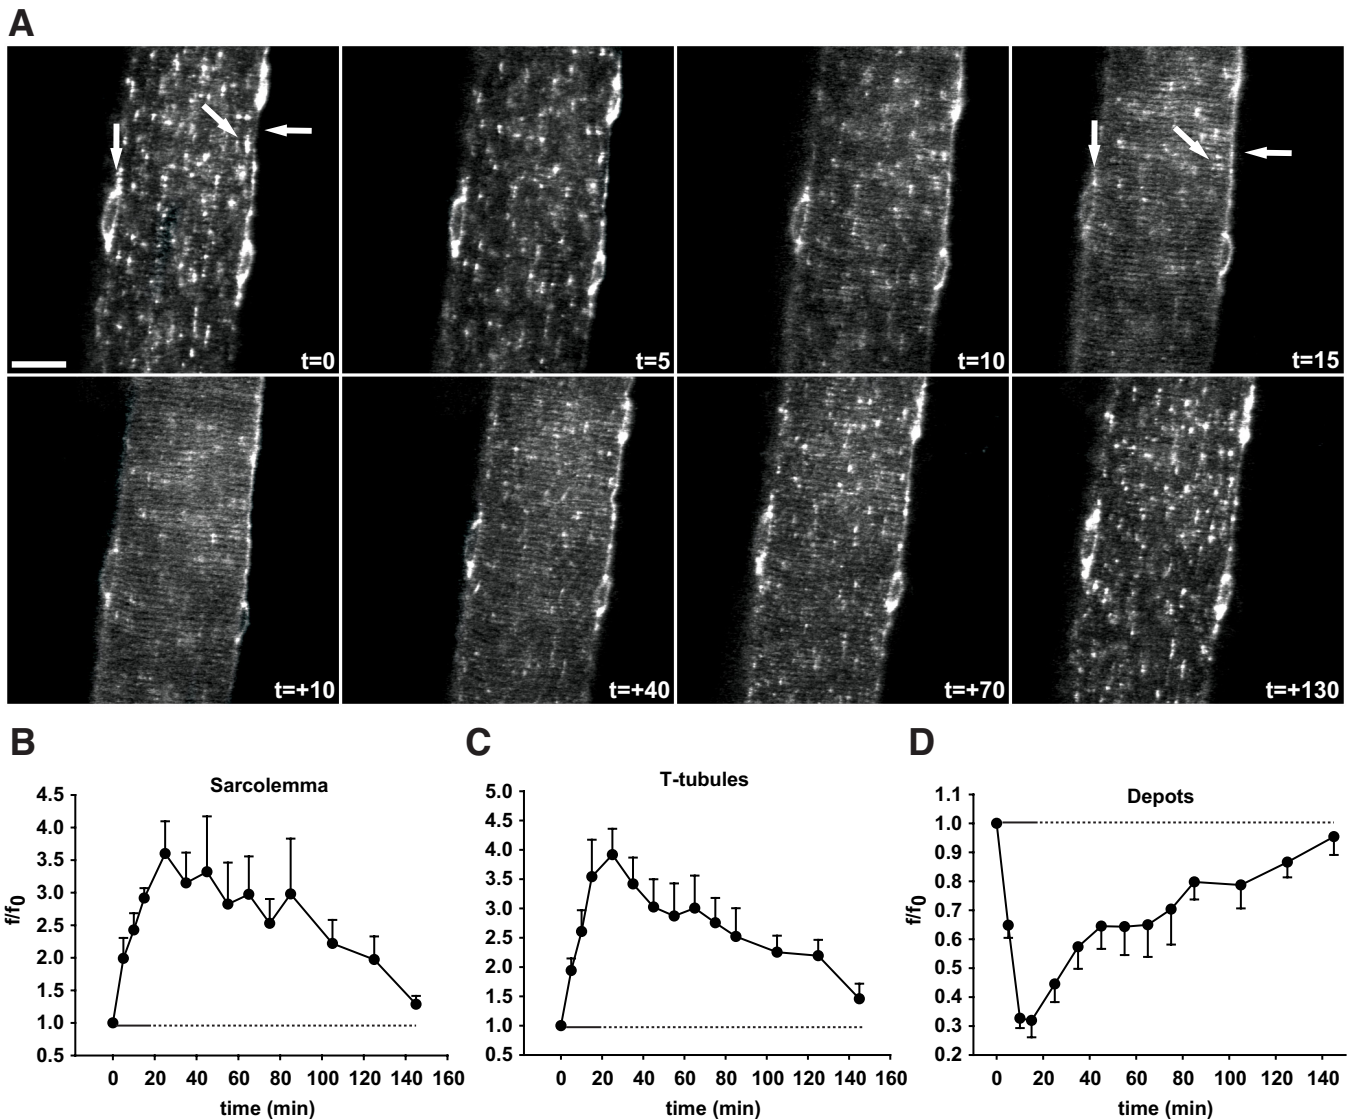 A
t=0
t=5
t=10
t=15
t=+10
t=+40
t=+70
t=+130
B
Sarcolemma
f/f0
4.5
4.0
3.5
3.0
2.5
2.0
1.5
1.0
0.5
0 20 40 60 80 100 120 140 160
time (min)
C
T-tubules
5.0
4.5
4.0
3.5
3.0
2.5
2.0
1.5
1.0
0.5
0 20 40 60 80 100 120 140 160
time (min)
D
Depots
f/f0
1.1
1.0
0.9
0.8
0.7
0.6
0.5
0.4
0.3
0.2
0 20 40 60 80 100 120 140
time (min)